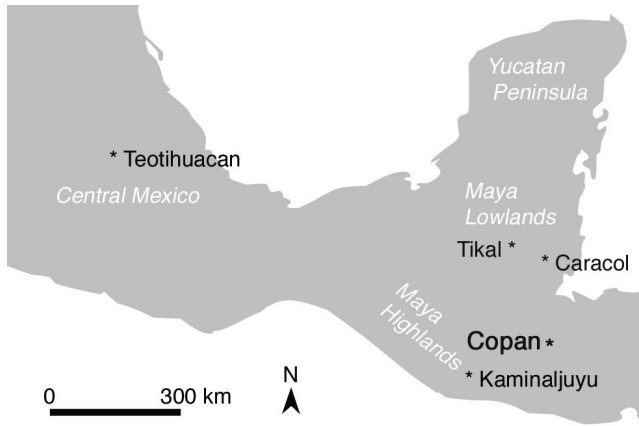 Yucatan
Peninsula
* Teotihuacan
Central Mexico
Maya
Lowlands
Tikal *
* Caracol
Maya
Highlands
Copan *
* Kaminaljuyu
N
0 300 km